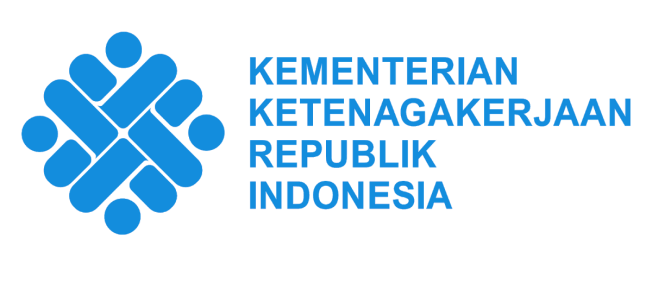 KEMENTERIAN
KETENAGAKERJAAN
REPUBLIK
INDONESIA